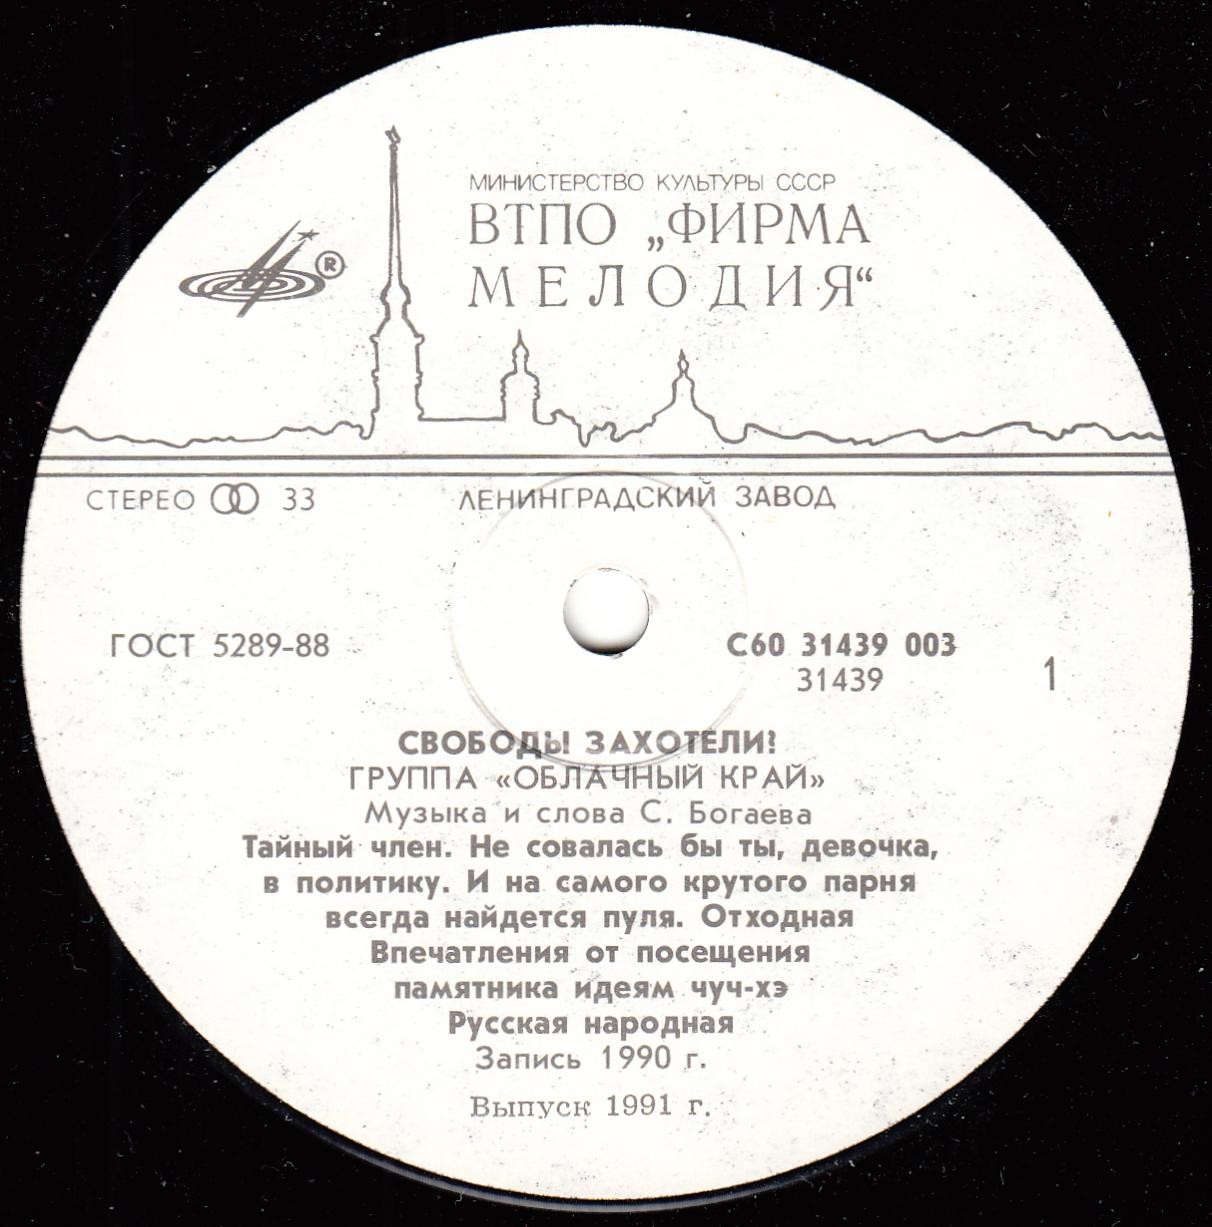 МИНИСТЕРСТВО КУЛЬТУРЫ СССР
ВТПО „ФИРМА
МЕЛОДИЯ“
®
СТЕРЕО 33
ЛЕНИНГРАДСКИЙ ЗАВОД
ГОСТ 5289-88
С60 31439 003
31439
1
СВОБОДЫ ЗАХОТЕЛИ?
ГРУППА «ОБЛАЧНЫЙ КРАЙ»
Музыка и слова С. Богаева
Тайный член. Не совалась бы ты, девочка,
в политику. И на самого крутого парня
всегда найдется пуля. Отходная
Впечатления от посещения
памятника идеям чуч-хэ
Русская народная
Запись 1990 г.
Выпуск 1991 г.